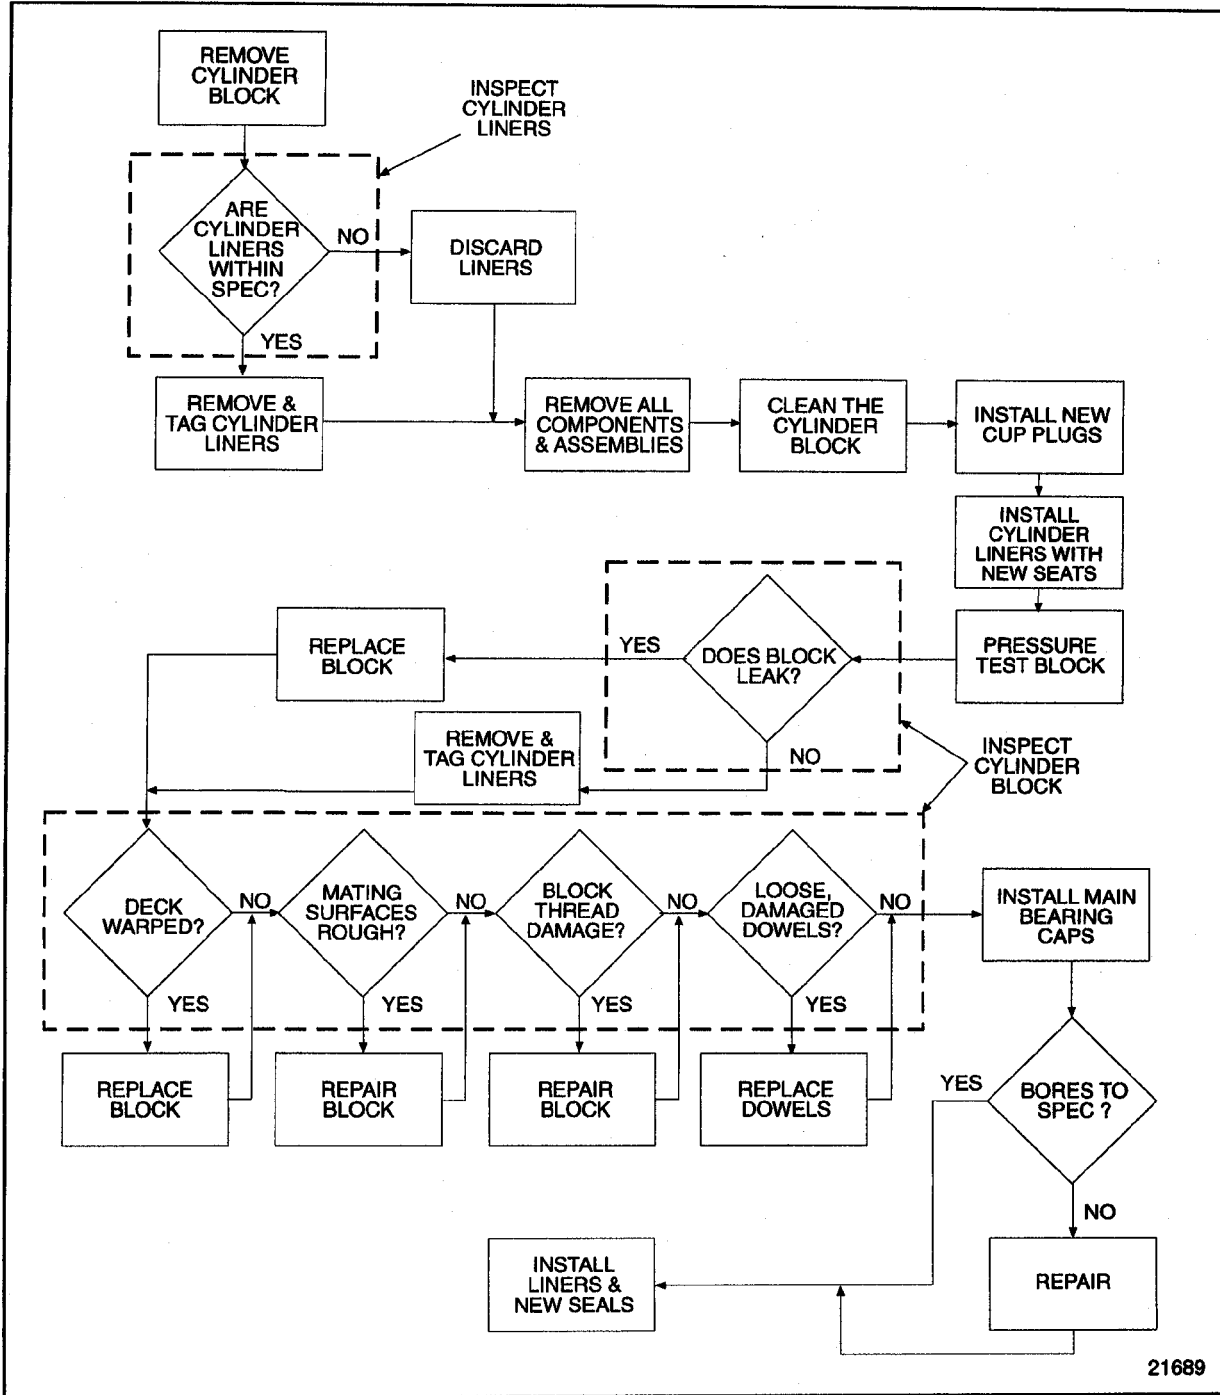 REMOVE
CYLINDER
BLOCK
INSPECT
CYLINDER
LINERS
ARE
CYLINDER
LINERS
WITHIN
SPEC?
NO
YES
DISCARD
LINERS
REMOVE &
TAG CYLINDER
LINERS
REMOVE ALL
COMPONENTS
& ASSEMBLIES
CLEAN THE
CYLINDER
BLOCK
INSTALL NEW
CUP PLUGS
INSTALL
CYLINDER
LINERS WITH
NEW SEATS
PRESSURE
TEST BLOCK
DOES BLOCK
LEAK?
YES
NO
REPLACE
BLOCK
REMOVE &
TAG CYLINDER
LINERS
INSPECT
CYLINDER
BLOCK
DECK
WARPED?
NO
YES
MATING
SURFACES
ROUGH?
NO
YES
BLOCK
THREAD
DAMAGE?
NO
YES
LOOSE,
DAMAGED
DOWELS?
NO
YES
REPLACE
BLOCK
REPAIR
BLOCK
REPAIR
BLOCK
REPLACE
DOWELS
INSTALL MAIN
BEARING
CAPS
BORES TO
SPEC ?
YES
NO
REPAIR
INSTALL
LINERS &
NEW SEALS
21689